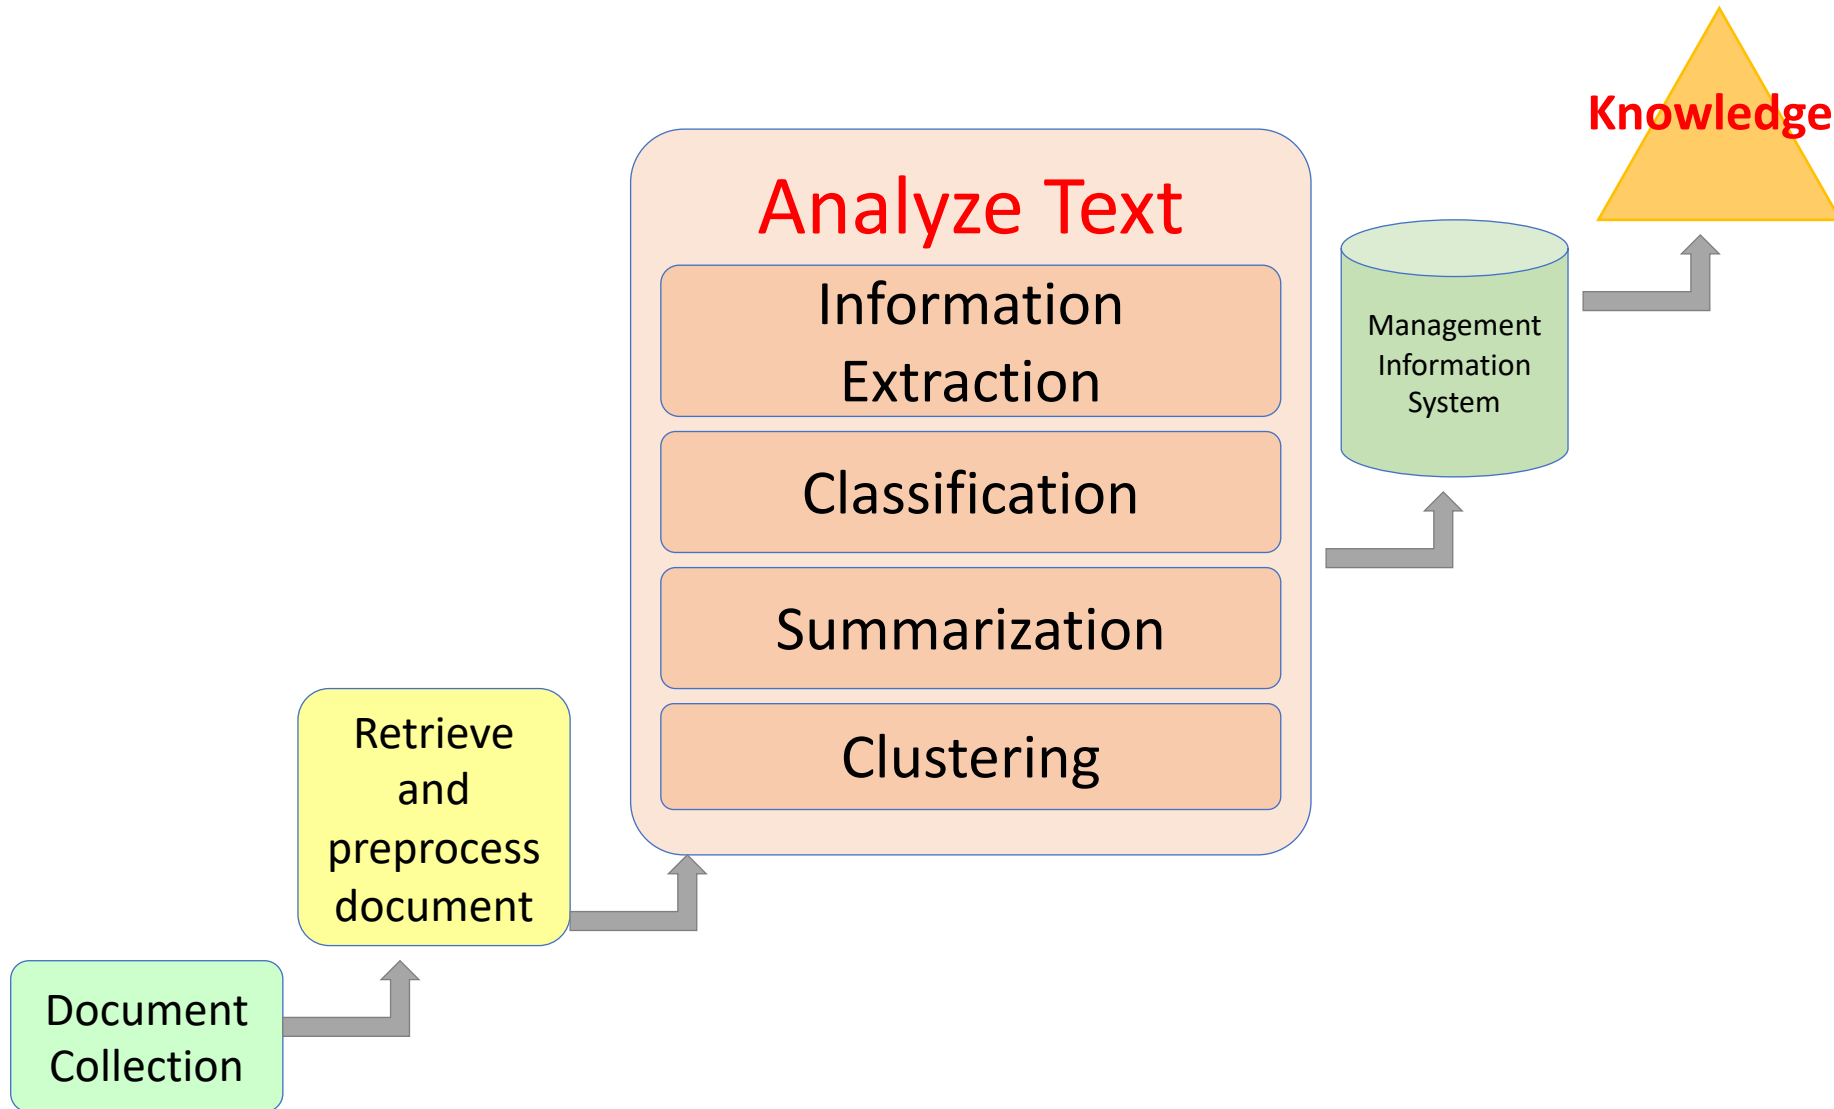 Knowledge
Analyze Text
Information
Extraction
Classification
Summarization
Clustering
Management
Information
System
Retrieve
and
preprocess
document
Document
Collection